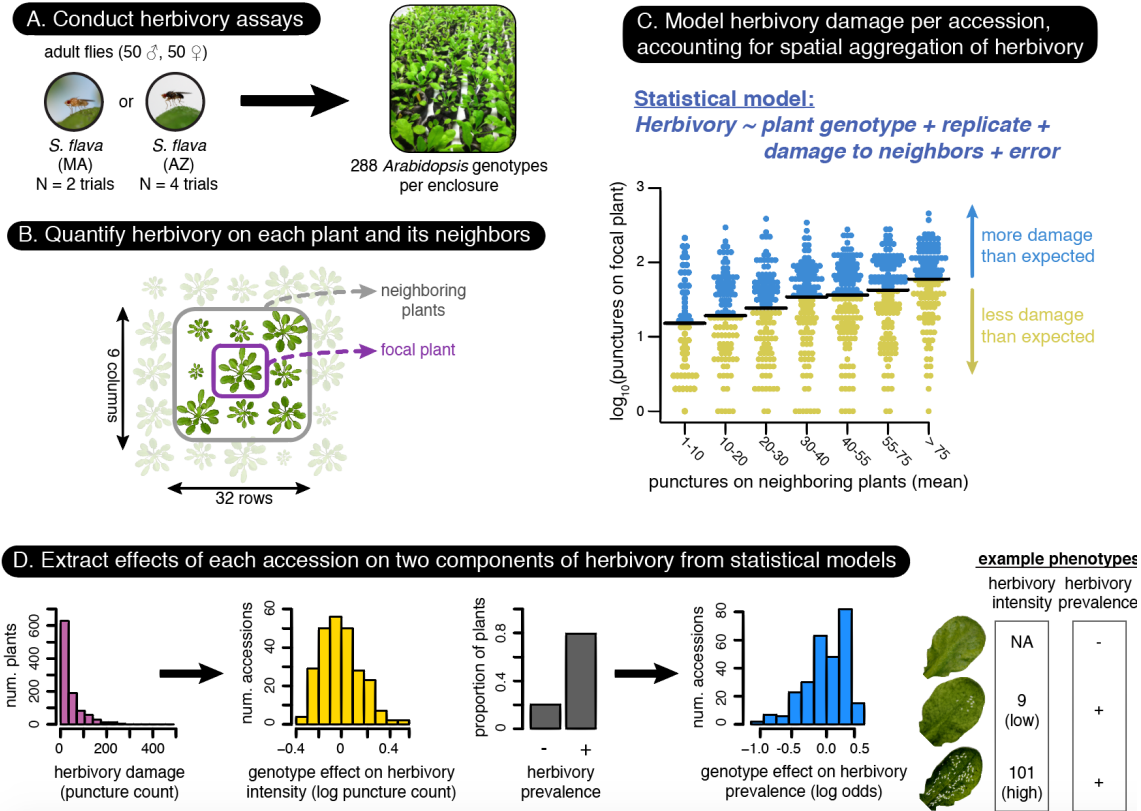 A. Conduct herbivory assays
adult flies (50 ♂, 50 ♀)
or
S. flava
(MA)
N = 2 trials
S. flava
(AZ)
N = 4 trials
288 Arabidopsis genotypes
per enclosure
B. Quantify herbivory on each plant and its neighbors
neighboring
plants
focal plant
9 columns
32 rows
C. Model herbivory damage per accession,
accounting for spatial aggregation of herbivory
Statistical model:
Herbivory ~ plant genotype + replicate +
damage to neighbors + error
log10(punctures on focal plant)
3
2
1
0
more damage
than expected
less damage
than expected
1-10
10-20
20-30
30-40
40-55
55-75
> 75
punctures on neighboring plants (mean)
D. Extract effects of each accession on two components of herbivory from statistical models
num. plants
0
200
400
600
0
200
400
herbivory damage
(puncture count)
num. accessions
0
20
40
60
−0.4
0
0.4
genotype effect on herbivory
intensity (log puncture count)
proportion of plants
0
0.4
0.8
-
+
herbivory
prevalence
num. accessions
0
20
40
60
80
−1.0
−0.5
0.0
0.5
genotype effect on herbivory
prevalence (log odds)
example phenotypes
herbivory
intensity
herbivory
prevalence
NA
-
9
(low)
+
101
(high)
+